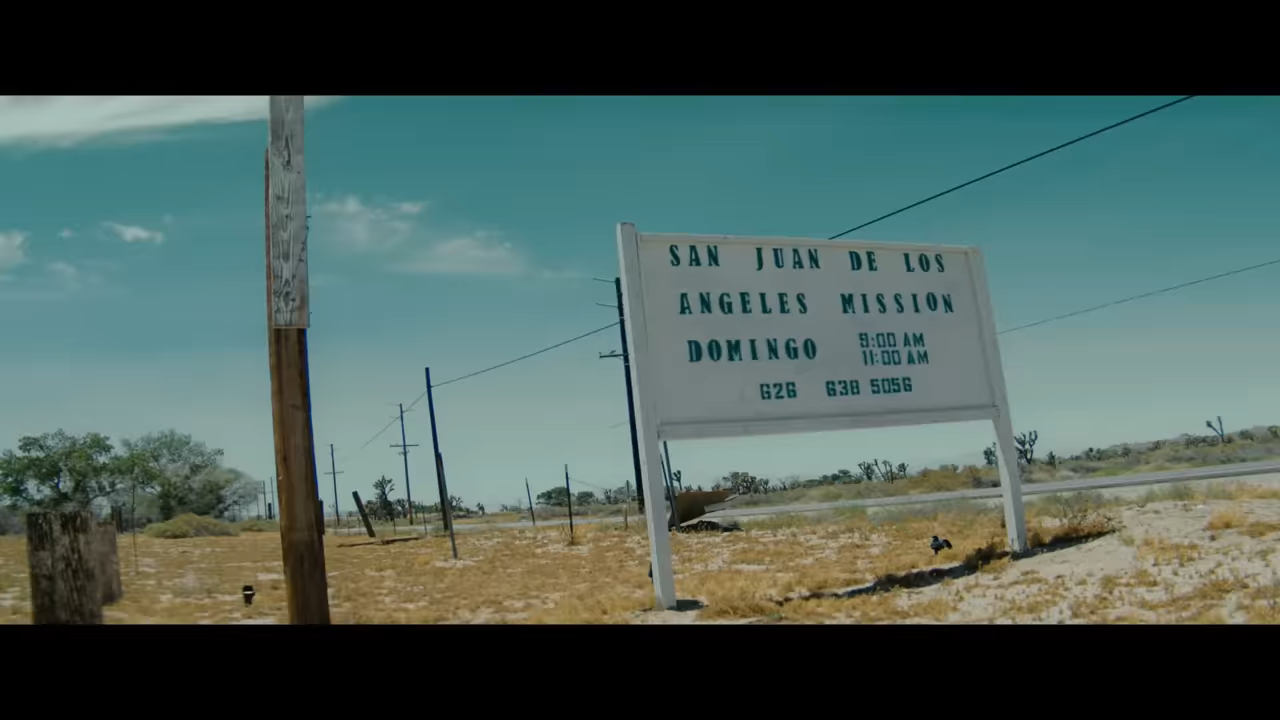 SAN JUAN DE LOS
ANGELES MISSION
DOMINGO 9:00 AM
11:00 AM
626 638 5056